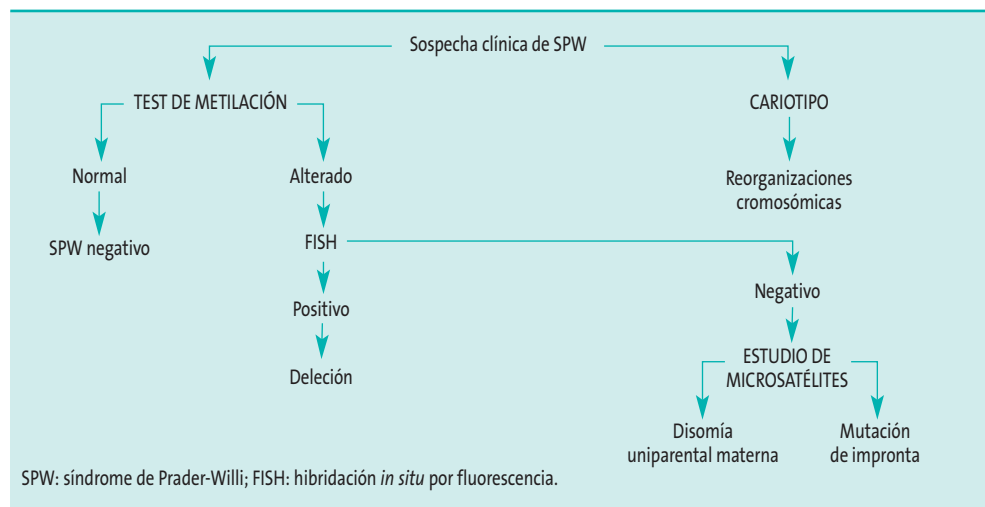 Sospecha clínica de SPW
TEST DE METILACIÓN
CARIOTIPO
Normal
Alterado
Reorganizaciones
cromosómicas
SPW negativo
FISH
Negativo
Positivo
ESTUDIO DE
MICROSATÉLITES
Deleción
Disomía
uniparental materna
Mutación
de impronta
SPW: síndrome de Prader-Willi; FISH: hibridación in situ por fluorescencia.